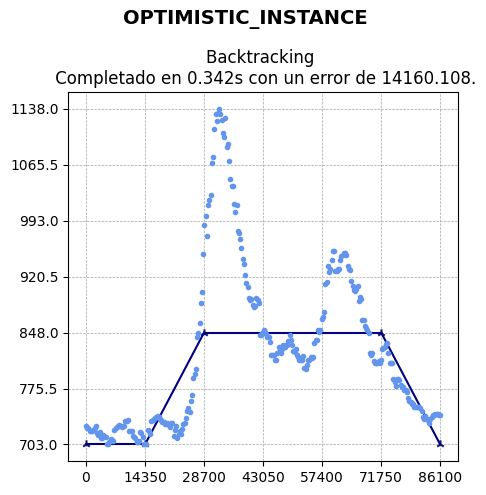 OPTIMISTIC_INSTANCE
Backtracking
Completado en 0.342s con un error de 14160.108.
1138.0
1065.5
993.0
920.5
848.0
775.5
703.0
0 14350 28700 43050 57400 71750 86100